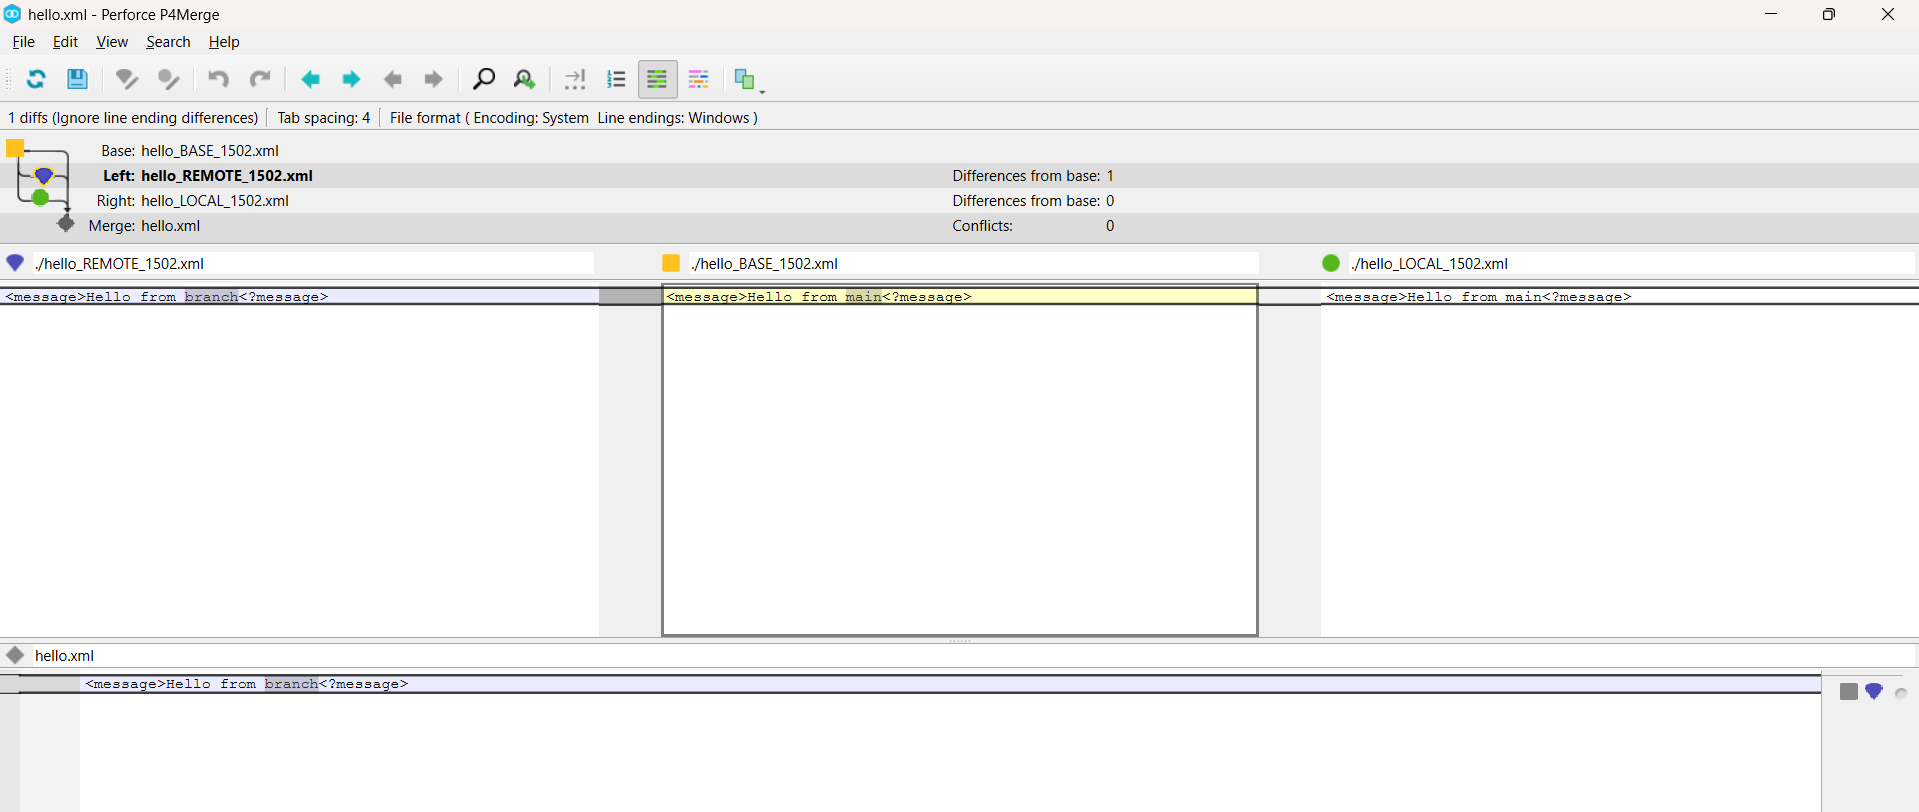 hello.xml - Perforce P4Merge
File Edit View Search Help
1 diffs (Ignore line ending differences) Tab spacing: 4 File format ( Encoding: System Line endings: Windows )
Base: hello_BASE_1502.xml
Left: hello_REMOTE_1502.xml Differences from base: 1
Right: hello_LOCAL_1502.xml Differences from base: 0
Merge: hello.xml Conflicts: 0
./hello_REMOTE_1502.xml ./hello_BASE_1502.xml ./hello_LOCAL_1502.xml
<message>Hello from branch<?message> <message>Hello from main<?message> <message>Hello from main<?message>
hello.xml
<message>Hello from branch<?message>